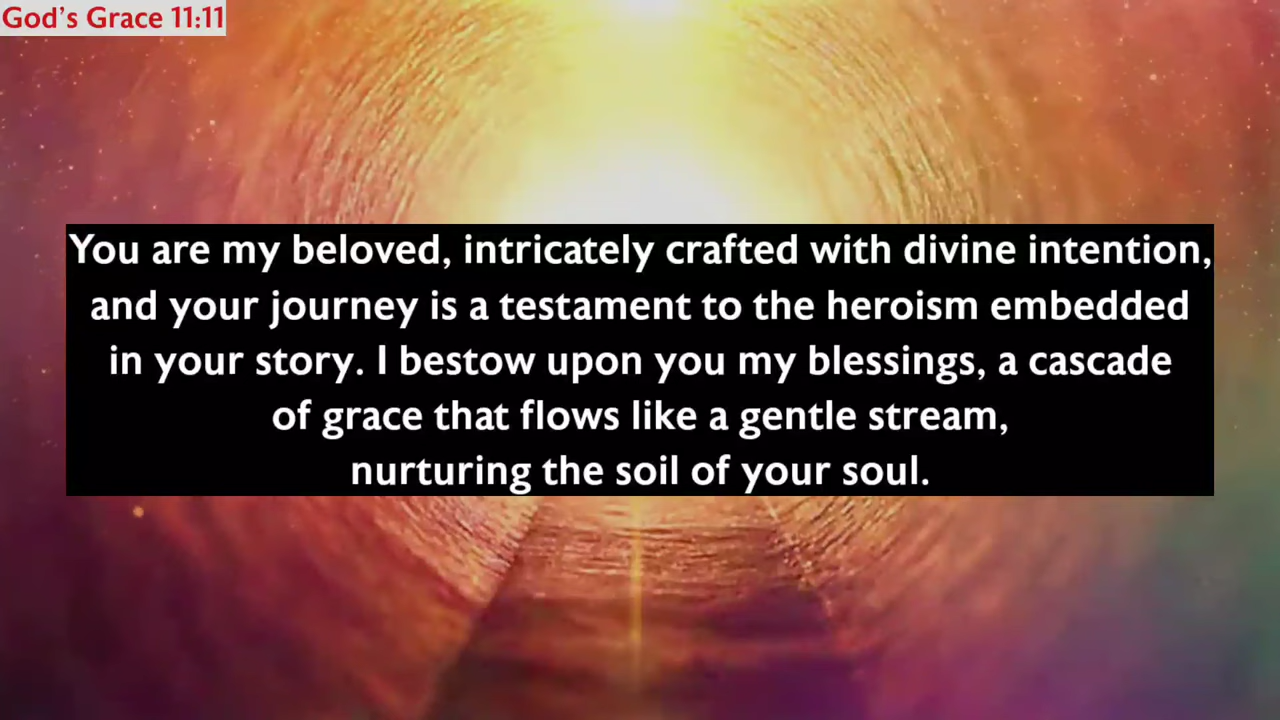 God's Grace 11:11
You are my beloved, intricately crafted with divine intention,
and your journey is a testament to the heroism embedded
in your story. I bestow upon you my blessings, a cascade
of grace that flows like a gentle stream,
nurturing the soil of your soul.